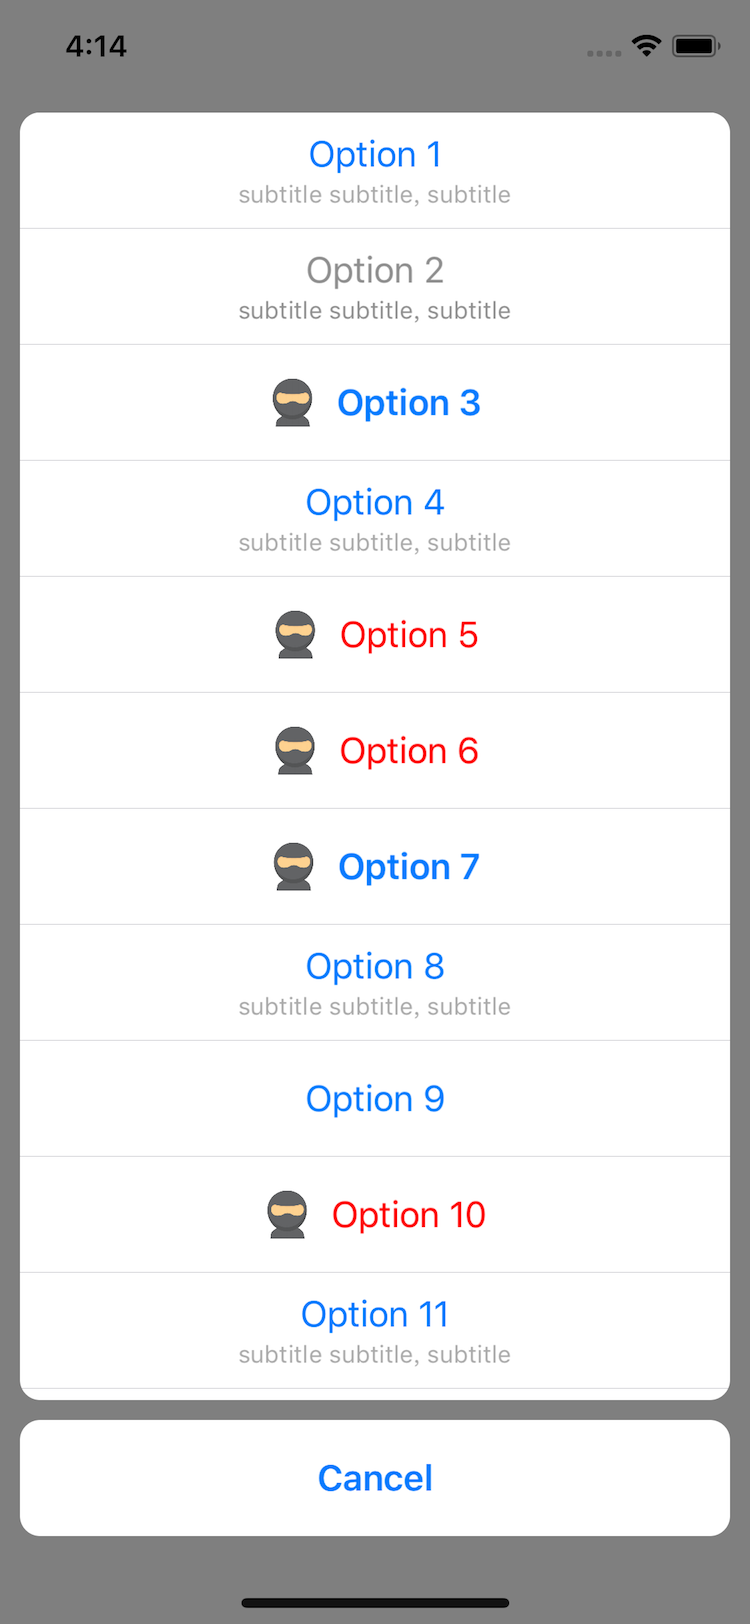 4:14
Option 1
subtitle subtitle, subtitle
Option 2
subtitle subtitle, subtitle
Option 3
Option 4
subtitle subtitle, subtitle
Option 5
Option 6
Option 7
Option 8
subtitle subtitle, subtitle
Option 9
Option 10
Option 11
subtitle subtitle, subtitle
Cancel